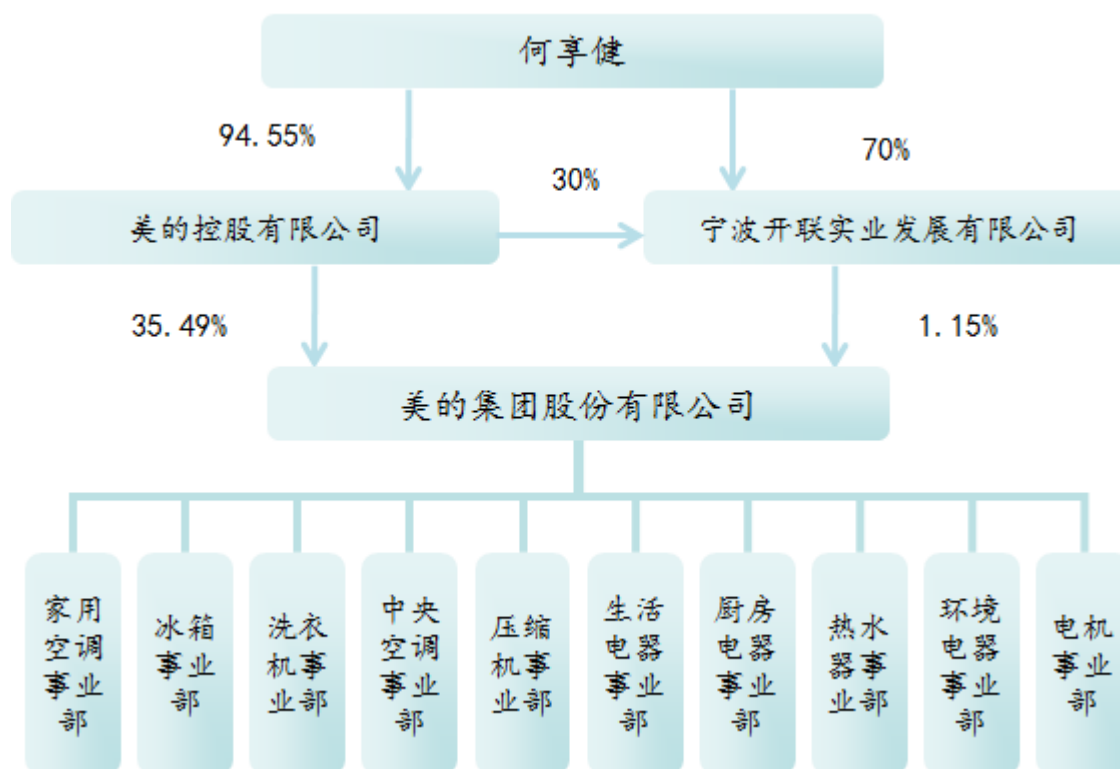 何享健
94.55%
70%
30%
美的控股有限公司
宁波开联实业发展有限公司
35.49%
1.15%
美的集团股份有限公司
家用
空调
事业
部
冰箱
事业
部
洗衣
机事
业部
中央
空调
事业
部
压缩
机事
业部
生活
电器
事业
部
厨房
电器
事业
部
热水
器事
业部
环境
电器
事业
部
电机
事业
部